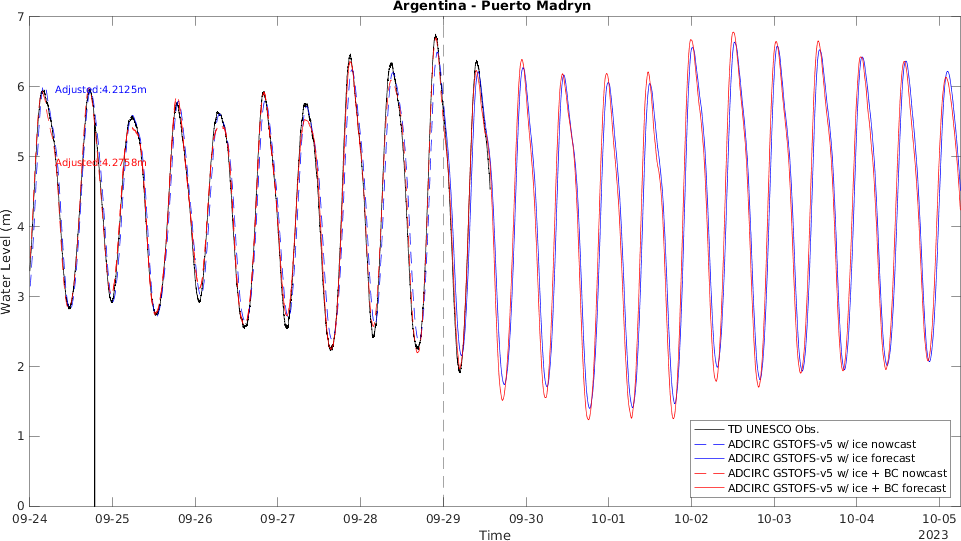 Argentina - Puerto Madryn
7
6
5
4
3
2
1
0
Water Level (m)
Adjusted:4.2125m
Adjusted:4.2758m
TD UNESCO Obs.
ADCIRC GSTOFS-v5 w/ ice nowcast
ADCIRC GSTOFS-v5 w/ ice forecast
ADCIRC GSTOFS-v5 w/ ice + BC nowcast
ADCIRC GSTOFS-v5 w/ ice + BC forecast
09-24 09-25 09-26 09-27 09-28 09-29 09-30 10-01 10-02 10-03 10-04 10-05
Time
2023